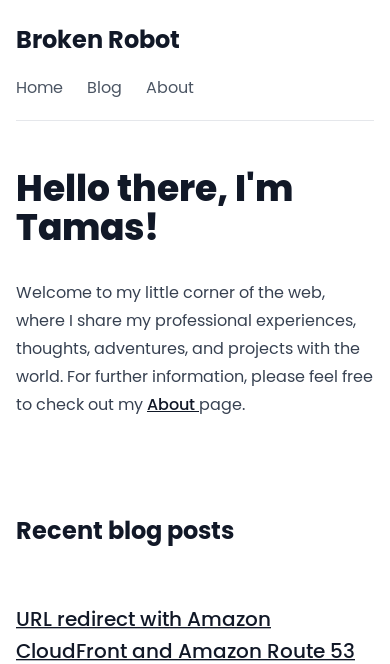 Broken Robot
Home Blog About
Hello there, I'm
Tamas!
Welcome to my little corner of the web,
where I share my professional experiences,
thoughts, adventures, and projects with the
world. For further information, please feel free
to check out my About page.
Recent blog posts
URL redirect with Amazon
CloudFront and Amazon Route 53